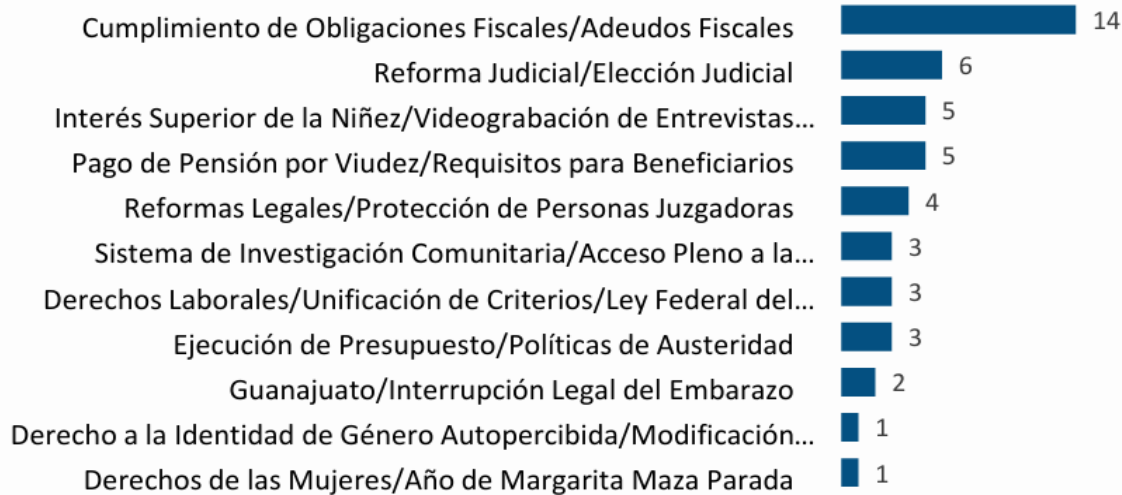 Cumplimiento de Obligaciones Fiscales/Adeudos Fiscales 14
Reforma Judicial/Elección Judicial 6
Interés Superior de la Niñez/Videograbación de Entrevistas... 5
Pago de Pensión por Viudez/Requisitos para Beneficiarios 5
Reformas Legales/Protección de Personas Juzgadoras 4
Sistema de Investigación Comunitaria/Acceso Pleno a la... 3
Derechos Laborales/Unificación de Criterios/Ley Federal del... 3
Ejecución de Presupuesto/Políticas de Austeridad 3
Guanajuato/Interrupción Legal del Embarazo 2
Derecho a la Identidad de Género Autopercibida/Modificación... 1
Derechos de las Mujeres/Año de Margarita Maza Parada 1